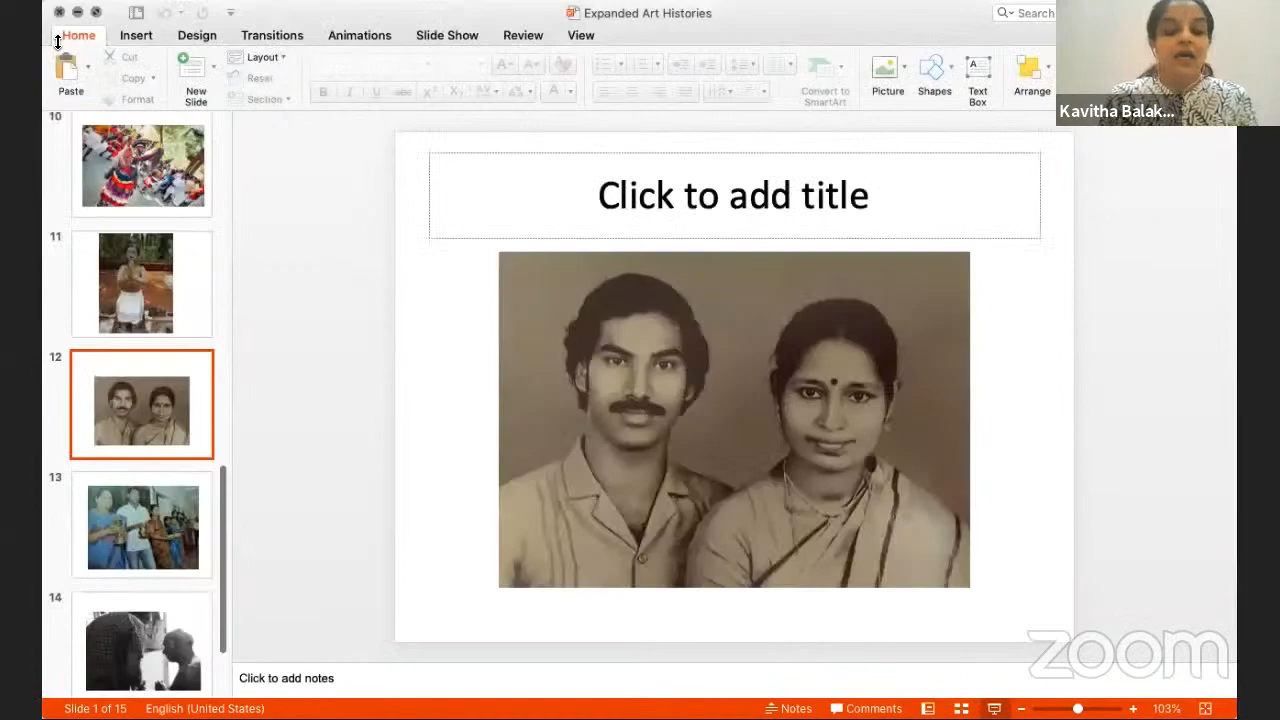 Expanded Art Histories
Search
Home
Insert
Design
Transitions
Animations
Slide Show
Review
View
Cut
Copy
Format
Paste
New
Slide
Layout
Reset
Section
Convert to
SmartArt
Picture
Shapes
Text
Box
Arrange
Kavitha Balak...
10
11
12
13
14
Click to add title
Click to add notes
zoom
Slide 1 of 15
English (United States)
Notes
Comments
103%